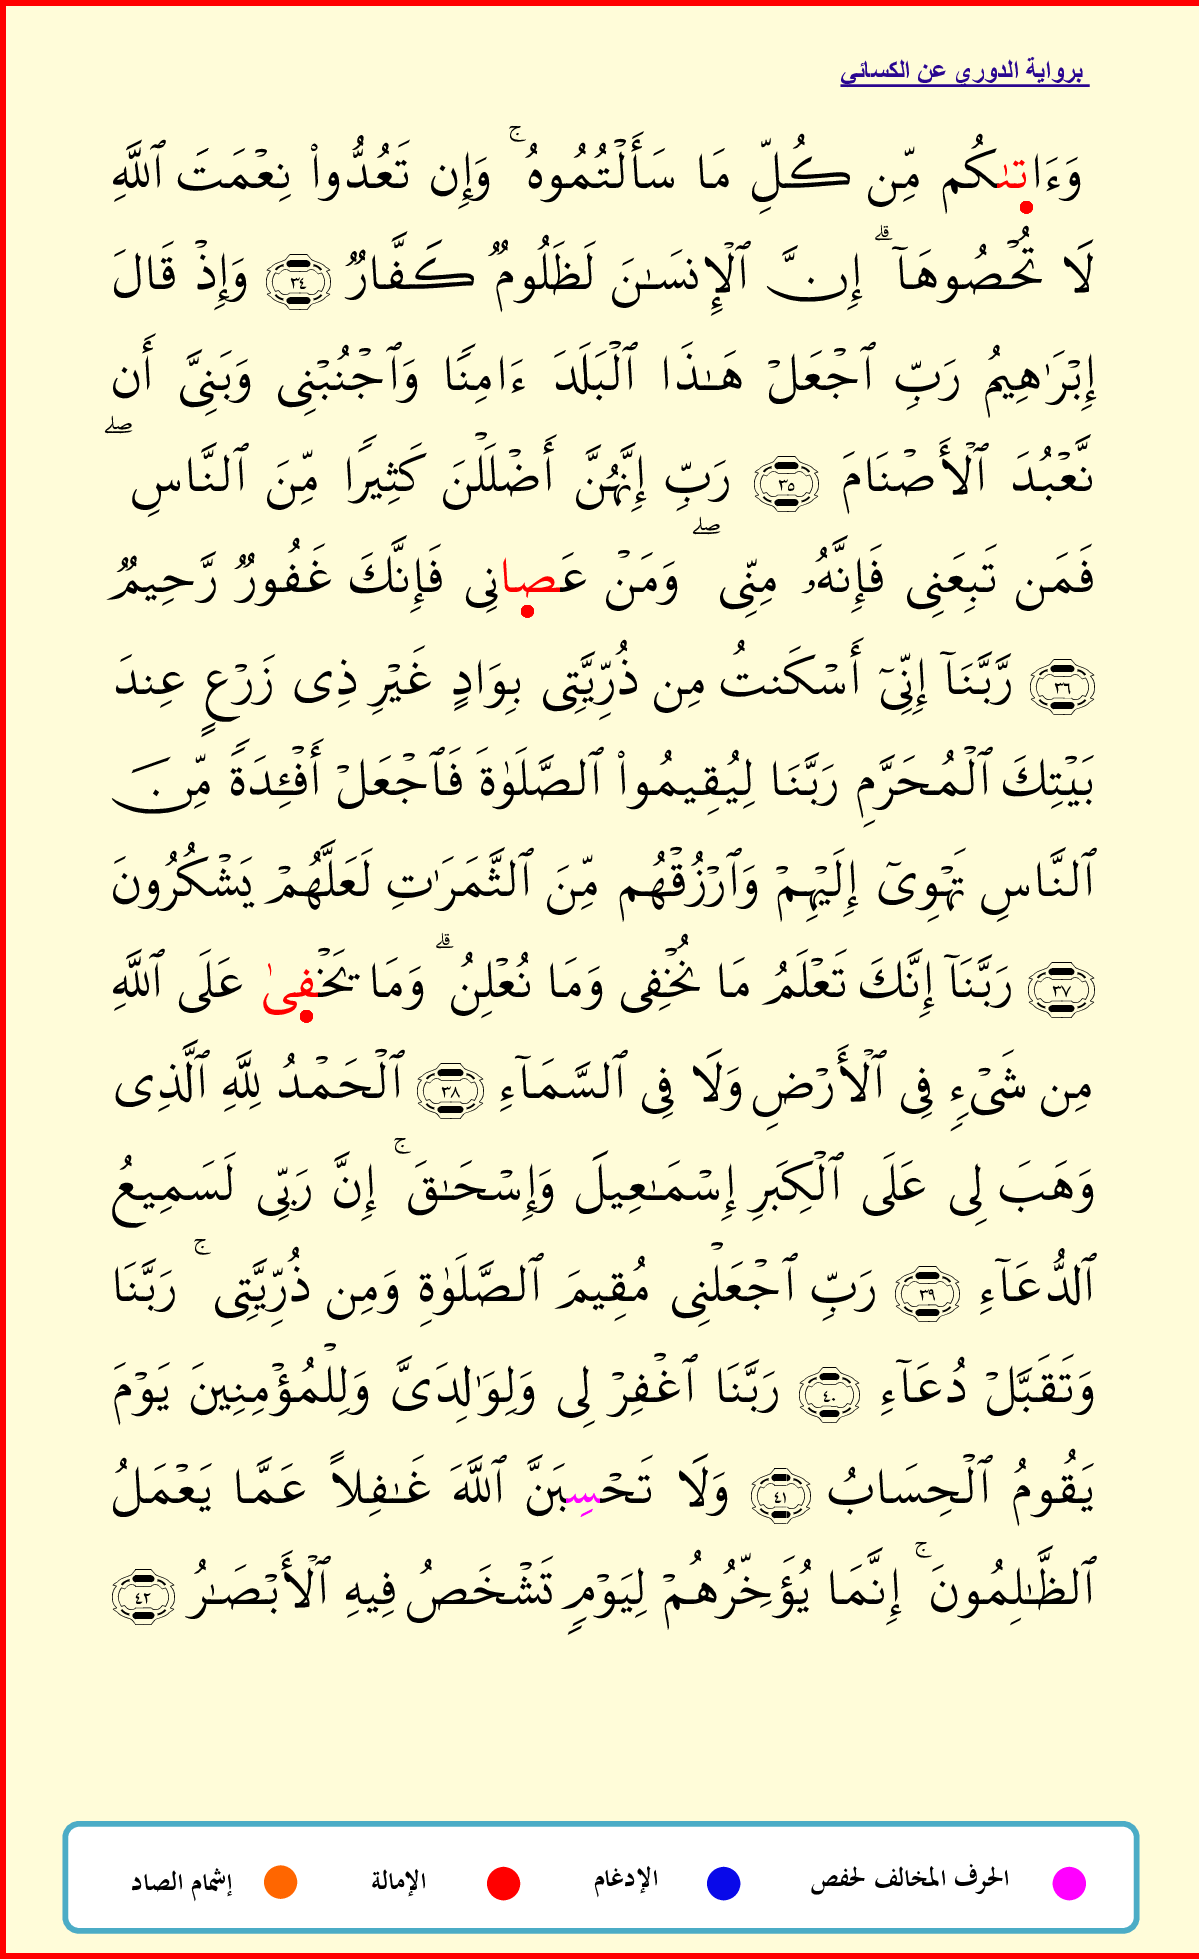 برواية الدوري عن الكسائي
وَءَاتَىٰكُم مِّن كُلِّ مَا سَأَلْتُمُوهُ ۚ وَإِن تَعُدُّوا۟ نِعْمَتَ ٱللَّهِ
لَا تُحْصُوهَآ ۗ إِنَّ ٱلْإِنسَـٰنَ لَظَلُومٌ كَفَّارٌ ٣٤ وَإِذْ قَالَ
إِبْرَٰهِيمُ رَبِّ ٱجْعَلْ هَـٰذَا ٱلْبَلَدَ ءَامِنًا وَٱجْنُبْنِى وَبَنِىَّ أَن
نَّعْبُدَ ٱلْأَصْنَامَ ٣٥ رَبِّ إِنَّهُنَّ أَضْلَلْنَ كَثِيرًا مِّنَ ٱلنَّاسِ ۖ
فَمَن تَبِعَنِى فَإِنَّهُۥ مِنِّى ۖ وَمَنْ عَصَانِى فَإِنَّكَ غَفُورٌ رَّحِيمٌ
٣٦ رَّبَّنَآ إِنِّىٓ أَسْكَنتُ مِن ذُرِّيَّتِى بِوَادٍ غَيْرِ ذِى زَرْعٍ عِندَ
بَيْتِكَ ٱلْمُحَرَّمِ رَبَّنَا لِيُقِيمُوا۟ ٱلصَّلَوٰةَ فَٱجْعَلْ أَفْـِٔدَةً مِّنَ
ٱلنَّاسِ تَهْوِىٓ إِلَيْهِمْ وَٱرْزُقْهُم مِّنَ ٱلثَّمَرَٰتِ لَعَلَّهُمْ يَشْكُرُونَ
٣٧ رَبَّنَآ إِنَّكَ تَعْلَمُ مَا نُخْفِى وَمَا نُعْلِنُ ۗ وَمَا يَخْفِىٰ عَلَى ٱللَّهِ
مِن شَىْءٍ فِى ٱلْأَرْضِ وَلَا فِى ٱلسَّمَآءِ ٣٨ ٱلْحَمْدُ لِلَّهِ ٱلَّذِى
وَهَبَ لِى عَلَى ٱلْكِبَرِ إِسْمَـٰعِيلَ وَإِسْحَـٰقَ ۚ إِنَّ رَبِّى لَسَمِيعُ
ٱلدُّعَآءِ ٣٩ رَبِّ ٱجْعَلْنِى مُقِيمَ ٱلصَّلَوٰةِ وَمِن ذُرِّيَّتِى ۚ رَبَّنَا
وَتَقَبَّلْ دُعَآءِ ٤٠ رَبَّنَا ٱغْفِرْ لِى وَلِوَٰلِدَىَّ وَلِلْمُؤْمِنِينَ يَوْمَ
يَقُومُ ٱلْحِسَابُ ٤١ وَلَا تَحْسِبَنَّ ٱللَّهَ غَـٰفِلاً عَمَّا يَعْمَلُ
ٱلظَّـٰلِمُونَ ۚ إِنَّمَا يُؤَخِّرُهُمْ لِيَوْمٍ تَشْخَصُ فِيهِ ٱلْأَبْصَـٰرُ ٤٢
الحرف المخالف لحفص الإدغام الإمالة إشمام الصاد